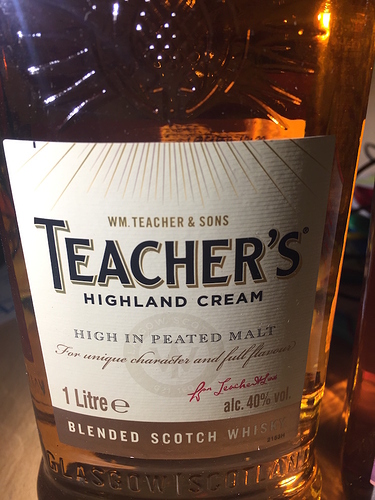 WM. TEACHER & SONS
TEACHER'S®
HIGHLAND CREAM
HIGH IN PEATED MALT
For unique character and full flavour
1 Litre ℮
alc. 40% vol.
BLENDED SCOTCH WHISKY
GLASGOW SCOTLAND